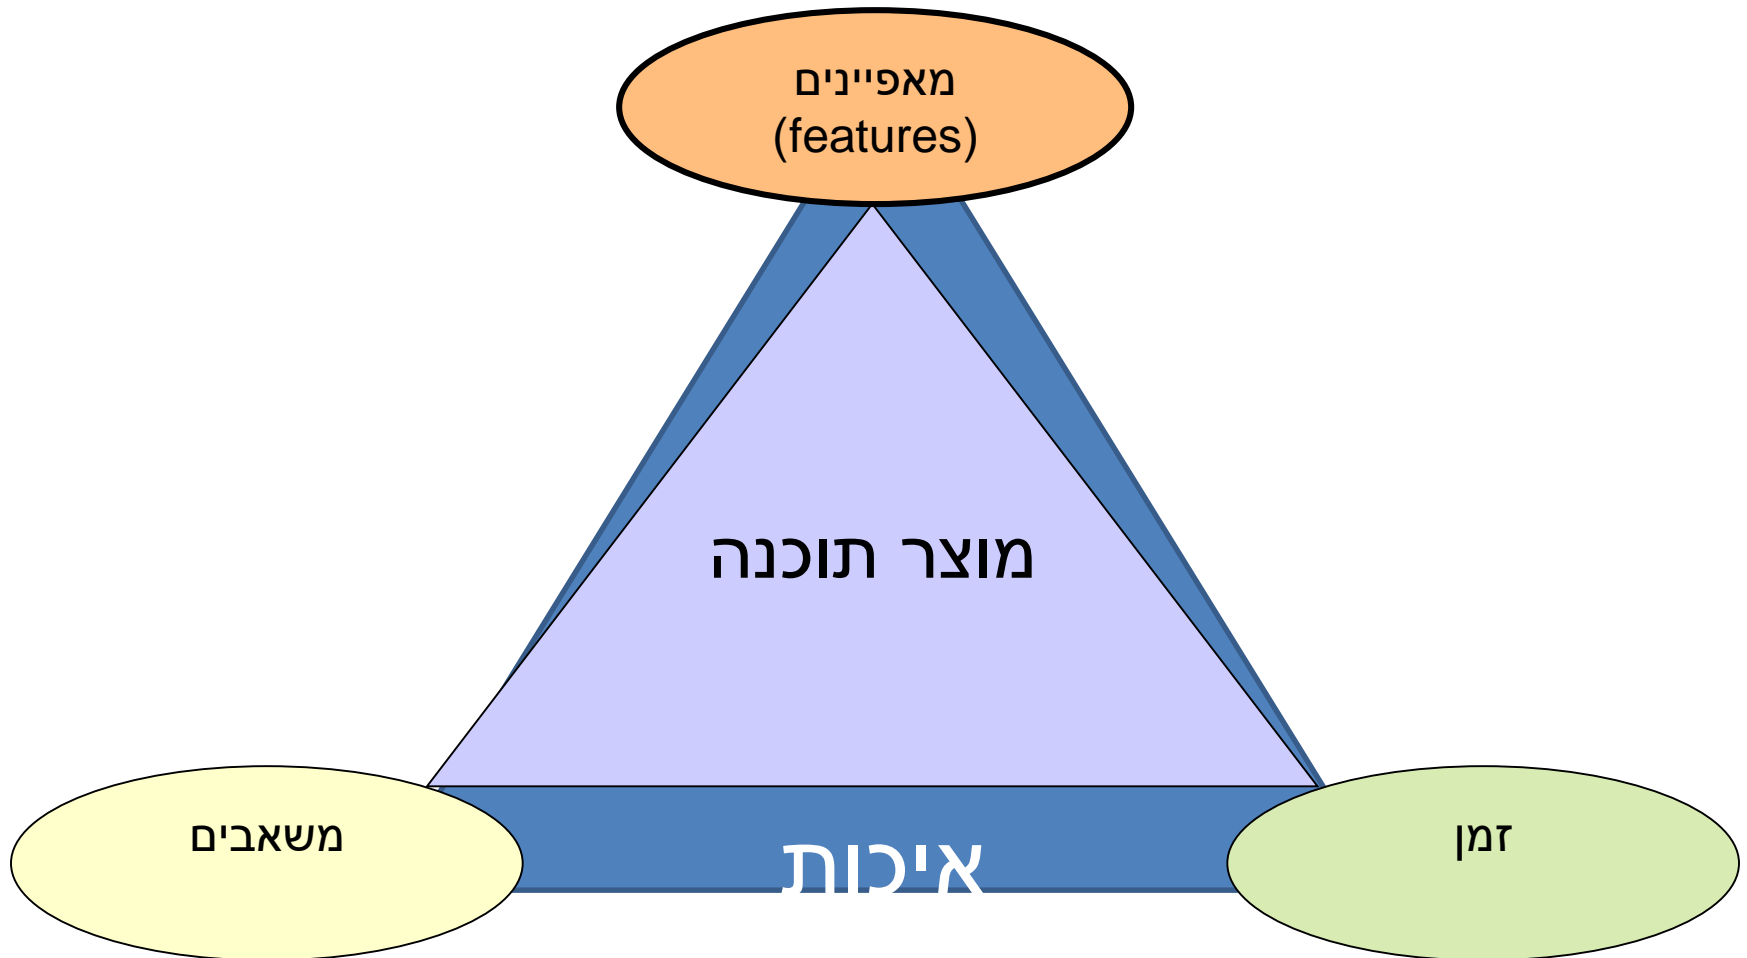 מאפיינים
(features)
מוצר תוכנה
משאבים
זמן
איכות